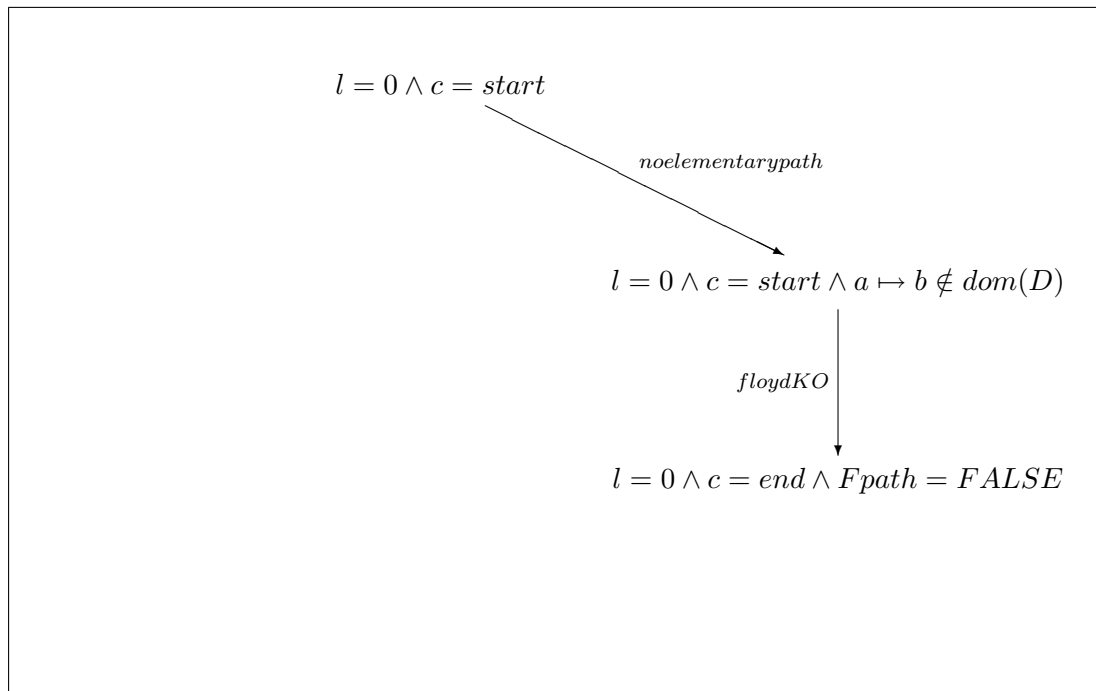 l = 0 ∧ c = start
noelementarypath
l = 0 ∧ c = start ∧ a ↦ b ∉ dom(D)
floydKO
l = 0 ∧ c = end ∧ Fpath = FALSE